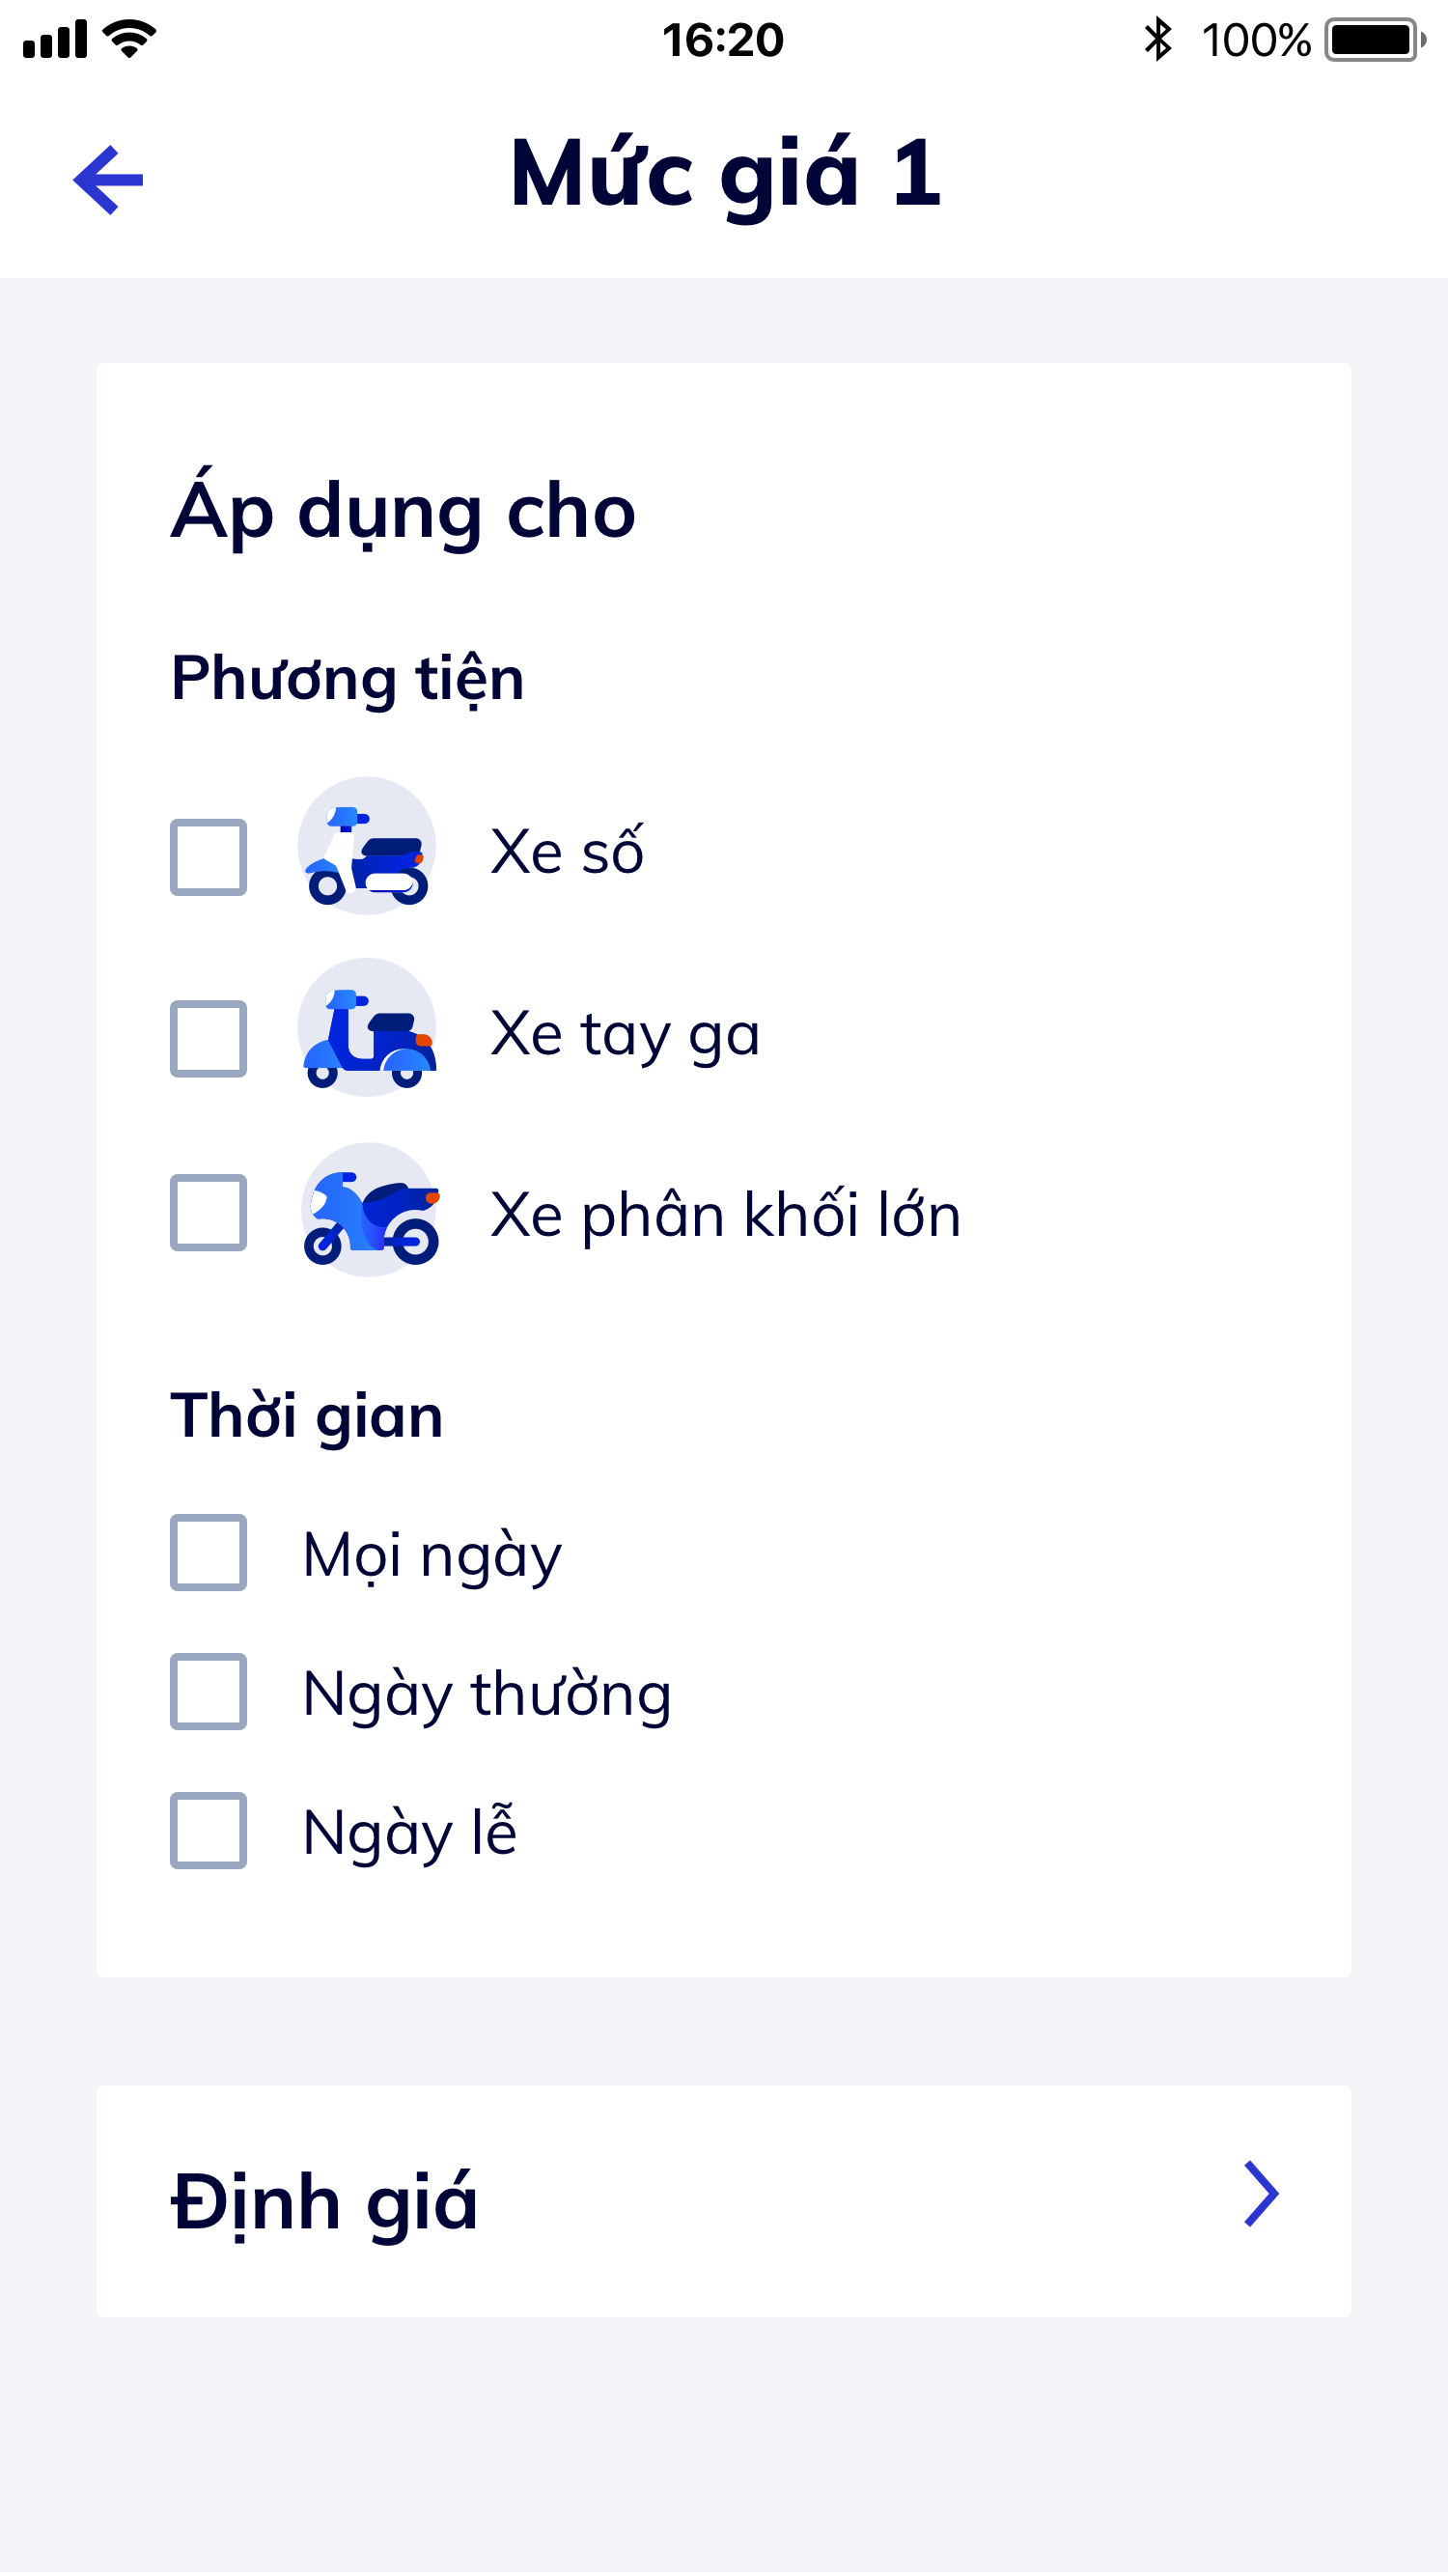 16:20
100%
Mức giá 1
Áp dụng cho
Phương tiện
Xe số
Xe tay ga
Xe phân khối lớn
Thời gian
Mọi ngày
Ngày thường
Ngày lễ
Định giá